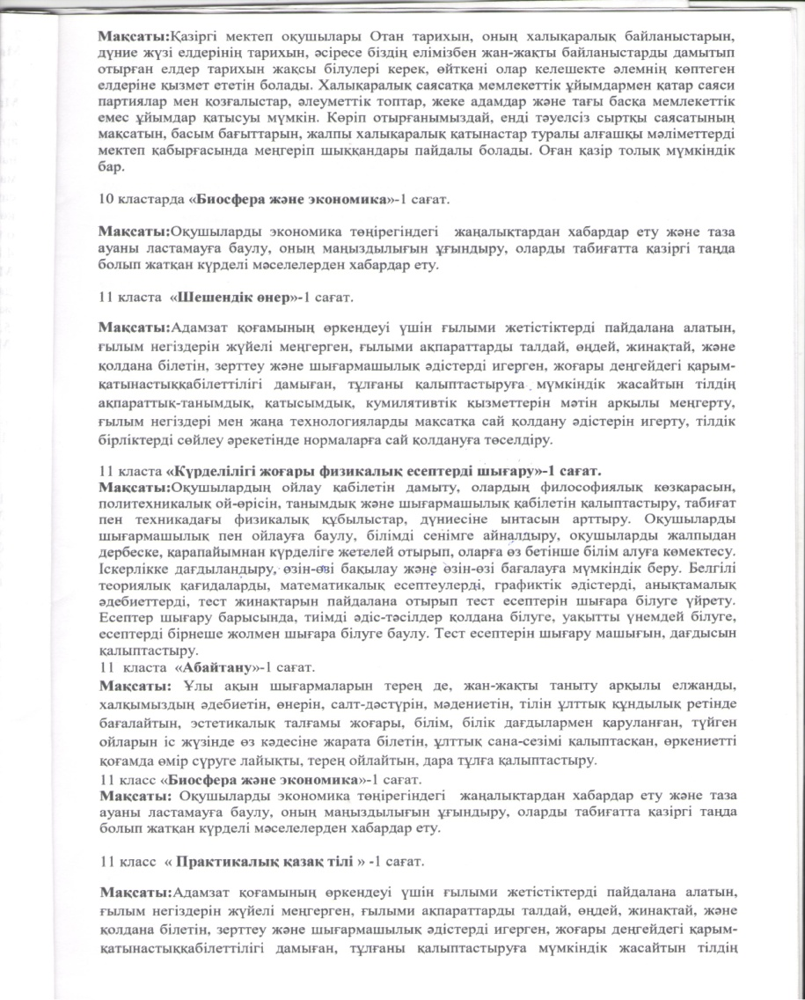 Мақсаты:Қазіргі мектеп оқушылары Отан тарихын, оның халықаралық байланыстарын,
дүние жүзі елдерінің тарихын, әсіресе біздің елімізбен жан-жақты байланыстарды дамытып
отырған елдер тарихын жақсы білулері керек, өйткені олар келешекте әлемнің көптеген
елдеріне қызмет ететін болады. Халықаралық саясатқа мемлекеттік ұйымдармен қатар саяси
партиялар мен қозғалыстар, әлеуметтік топтар, жеке адамдар және тағы басқа мемлекеттік
емес ұйымдар қатысуы мүмкін. Көріп отырғанымыздай, енді тәуелсіз сыртқы саясатының
мақсатын, басым бағыттарын, жалпы халықаралық қатынастар туралы алғашқы мәліметтерді
мектеп қабырғасында меңгеріп шыққандары пайдалы болады. Оған қазір толық мүмкіндік
бар.
10 кластарда «Биосфера және экономика»-1 сағат.
Мақсаты:Оқушыларды экономика төңірегіндегі жаңалықтардан хабардар ету және таза
ауаны ластамауға баулу, оның маңыздылығын ұғындыру, оларды табиғатта қазіргі таңда
болып жатқан күрделі мәселелерден хабардар ету.
11 класта «Шешендік өнер»-1 сағат.
Мақсаты:Адамзат қоғамының өркендеуі үшін ғылыми жетістіктерді пайдалана алатын,
ғылым негіздерін жүйелі меңгерген, ғылыми ақпараттарды талдай, өңдей, жинақтай, және
қолдана білетін, зерттеу және шығармашылық әдістерді игерген, жоғары деңгейдегі қарым-
қатынастыққабілеттілігі дамыған, тұлғаны қалыптастыруға мүмкіндік жасайтын тілдің
ақпараттық-танымдық, қатысымдық, кумилятивтік қызметтерін мәтін арқылы меңгерту,
ғылым негіздері мен жаңа технологияларды мақсатқа сай қолдану әдістерін игерту, тілдік
бірліктерді сөйлеу әрекетінде нормаларға сай қолдануға төселдіру.
11 класта «Күрделілігі жоғары физикалық есептерді шығару»-1 сағат.
Мақсаты:Оқушылардың ойлау қабілетін дамыту, олардың философиялық көзқарасын,
политехникалық ой-өрісін, танымдық және шығармашылық қабілетін қалыптастыру, табиғат
пен техникадағы физикалық құбылыстар, дүниесіне ынтасын арттыру. Оқушыларды
шығармашылық пен ойлауға баулу, білімді сенімге айналдыру, оқушыларды жалпыдан
дербеске, қарапайымнан күрделіге жетелей отырып, оларға өз бетінше білім алуға көмектесу.
Іскерлікке дағдыландыру, өзін-өзі бақылау және өзін-өзі бағалауға мүмкіндік беру. Белгілі
теориялық қағидаларды, математикалық есептеулерді, графиктік әдістерді, анықтамалық
әдебиеттерді, тест жинақтарын пайдалана отырып тест есептерін шығара білуге үйрету.
Есептер шығару барысында, тиімді әдіс-тәсілдер қолдана білуге, уақытты үнемдей білуге,
есептерді бірнеше жолмен шығара білуге баулу. Тест есептерін шығару машығын, дағдысын
қалыптастыру.
11 класта «Абайтану»-1 сағат.
Мақсаты: Ұлы ақын шығармаларын терең де, жан-жақты таныту арқылы елжанды,
халқымыздың әдебиетін, өнерін, салт-дәстүрін, мәдениетін, тілін ұлттық құндылық ретінде
бағалайтын, эстетикалық талғамы жоғары, білім, білік дағдылармен қаруланған, түйген
ойларын іс жүзінде өз кәдесіне жарата білетін, ұлттық сана-сезімі қалыптасқан, өркениетті
қоғамда өмір сүруге лайықты, терең ойлайтын, дара тұлға қалыптастыру.
11 класс «Биосфера және экономика»-1 сағат.
Мақсаты: Оқушыларды экономика төңірегіндегі жаңалықтардан хабардар ету және таза
ауаны ластамауға баулу, оның маңыздылығын ұғындыру, оларды табиғатта қазіргі таңда
болып жатқан күрделі мәселелерден хабардар ету.
11 класс « Практикалық қазақ тілі » -1 сағат.
Мақсаты:Адамзат қоғамының өркендеуі үшін ғылыми жетістіктерді пайдалана алатын,
ғылым негіздерін жүйелі меңгерген, ғылыми ақпараттарды талдай, өңдей, жинақтай, және
қолдана білетін, зерттеу және шығармашылық әдістерді игерген, жоғары деңгейдегі қарым-
қатынастыққабілеттілігі дамыған, тұлғаны қалыптастыруға мүмкіндік жасайтын тілдің